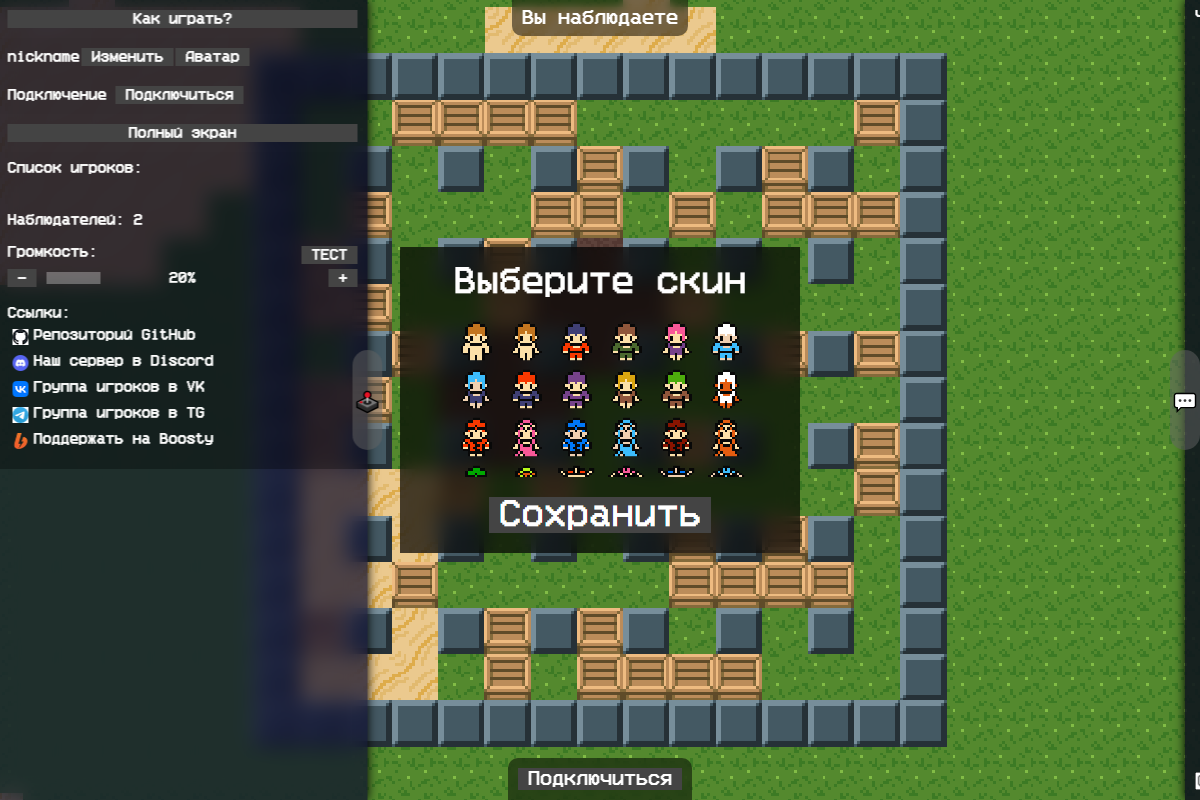 Как играть?
nickname Изменить Аватар
Подключение Подключиться
Полный экран
Список игроков:
Наблюдателей: 2
Громкость:
ТЕСТ
- 20% +
Ссылки:
Репозиторий GitHub
Наш сервер в Discord
Группа игроков в VK
Группа игроков в TG
Поддержать на Boosty
Вы наблюдаете
Выберите скин
Сохранить
Подключиться